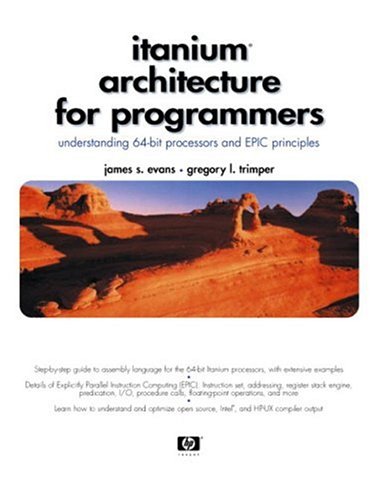 itanium®
architecture
for programmers
understanding 64-bit processors and EPIC principles
james s. evans • gregory l. trimper
Step-by-step guide to assembly language for the 64-bit Itanium processors, with extensive examples
•
Details of Explicitly Parallel Instruction Computing (EPIC): Instruction set, addressing, register stack engine,
predication, I/O, procedure calls, floating-point operations, and more
•
Learn how to understand and optimize open source, Intel®, and HP-UX compiler output
hp
invent